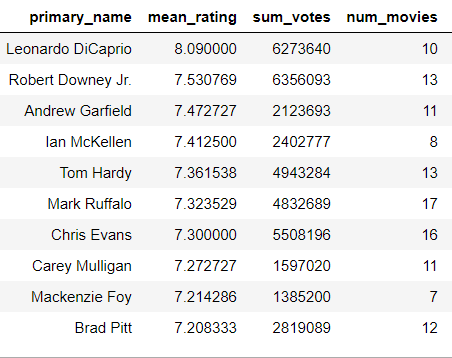 primary_name mean_rating sum_votes num_movies
Leonardo DiCaprio 8.090000 6273640 10
Robert Downey Jr. 7.530769 6356093 13
Andrew Garfield 7.472727 2123693 11
Ian McKellen 7.412500 2402777 8
Tom Hardy 7.361538 4943284 13
Mark Ruffalo 7.323529 4832689 17
Chris Evans 7.300000 5508196 16
Carey Mulligan 7.272727 1597020 11
Mackenzie Foy 7.214286 1385200 7
Brad Pitt 7.208333 2819089 12